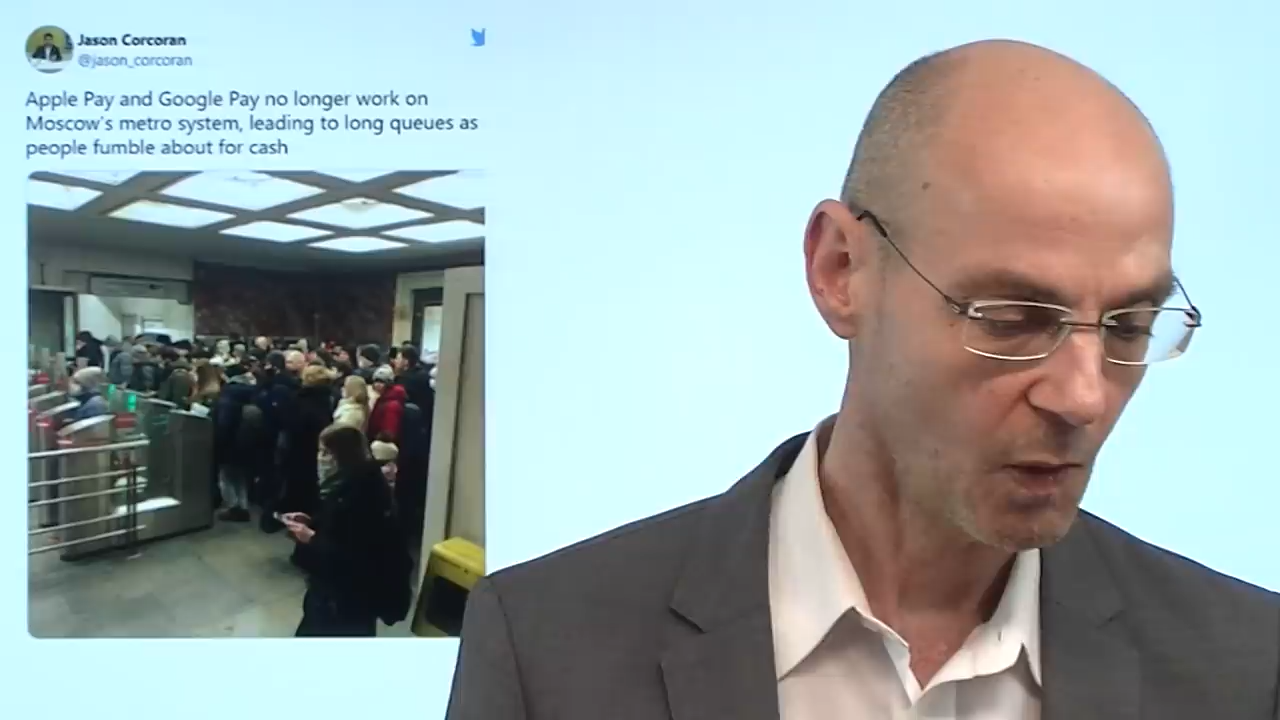 Jason Corcoran
@jason_corcoran
Apple Pay and Google Pay no longer work on
Moscow's metro system, leading to long queues as
people fumble about for cash